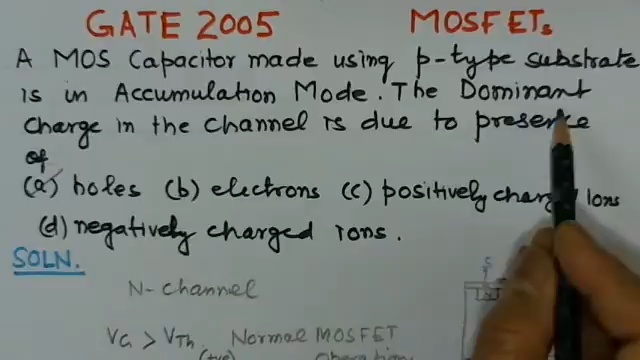 GATE 2005 MOSFETs
A MOS Capacitor made using p-type substrate
is in Accumulation Mode. The Dominant
Charge in the channel is due to presence
of
(a) holes (b) electrons (c) positively charged Ions
(d) negatively charged Ions.
SOLN.
N-Channel
VG > VTh. Normal MOSFET
(+ve)
S